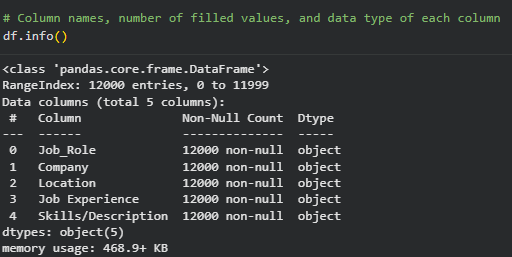 # Column names, number of filled values, and data type of each column
df.info()
<class 'pandas.core.frame.DataFrame'>
RangeIndex: 12000 entries, 0 to 11999
Data columns (total 5 columns):
 #   Column              Non-Null Count  Dtype
---  ------              --------------  -----
 0   Job_Role            12000 non-null  object
 1   Company             12000 non-null  object
 2   Location            12000 non-null  object
 3   Job Experience      12000 non-null  object
 4   Skills/Description  12000 non-null  object
dtypes: object(5)
memory usage: 468.9+ KB